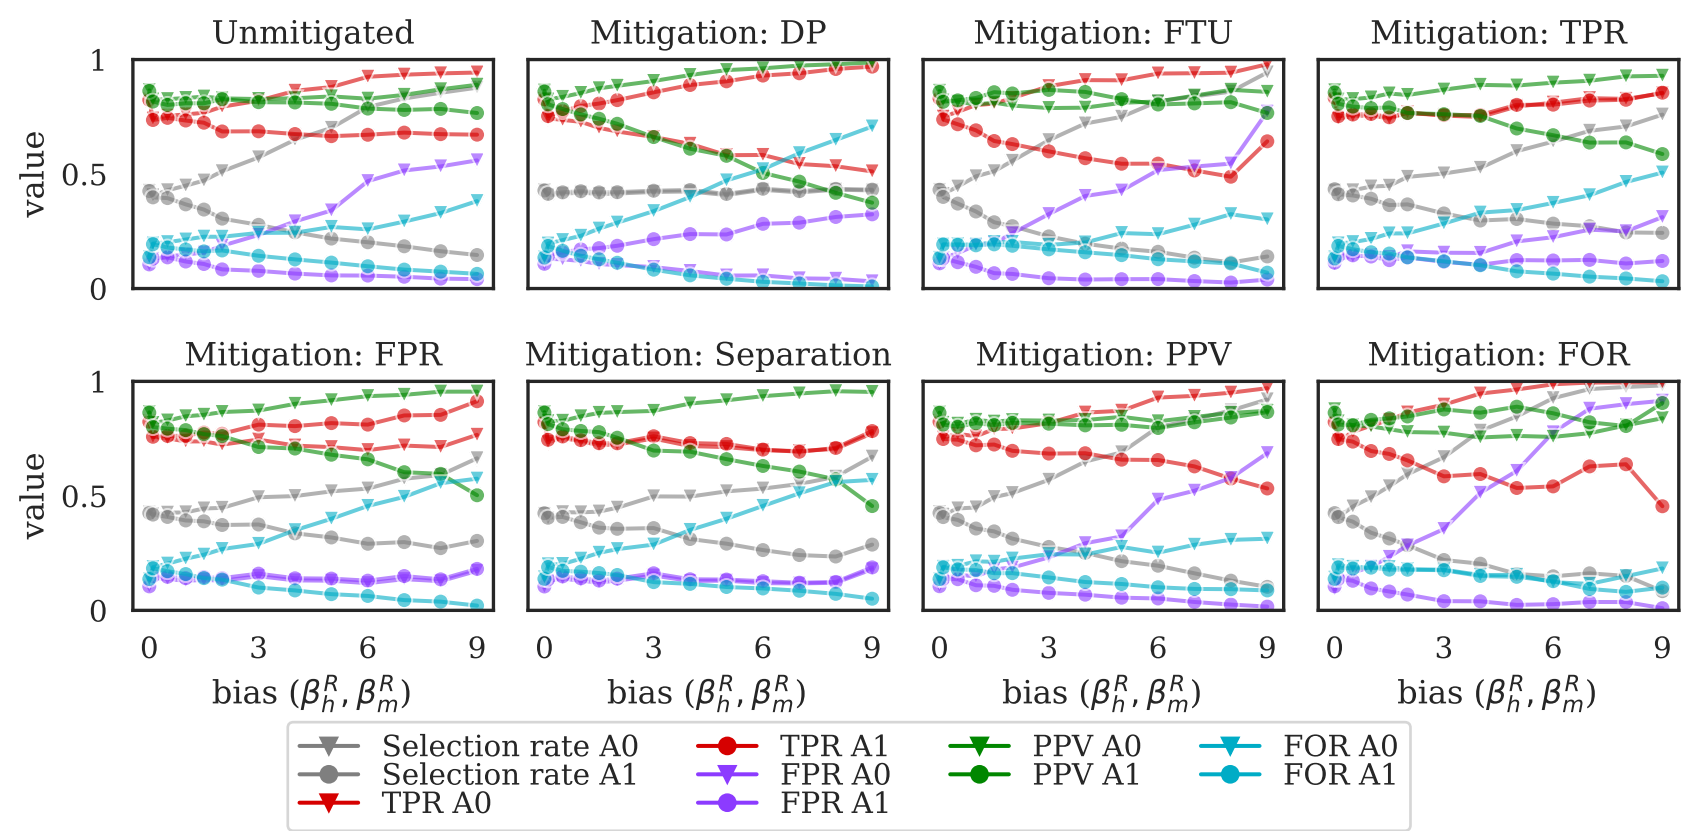 Unmitigated Mitigation: DP Mitigation: FTU Mitigation: TPR
1
value
0.5
0
Mitigation: FPR Mitigation: Separation Mitigation: PPV Mitigation: FOR
1
value
0.5
0
0 3 6 9 0 3 6 9 0 3 6 9 0 3 6 9
bias (β_h^R, β_m^R) bias (β_h^R, β_m^R) bias (β_h^R, β_m^R) bias (β_h^R, β_m^R)
Selection rate A0 TPR A1 PPV A0 FOR A0
Selection rate A1 FPR A0 PPV A1 FOR A1
TPR A0 FPR A1